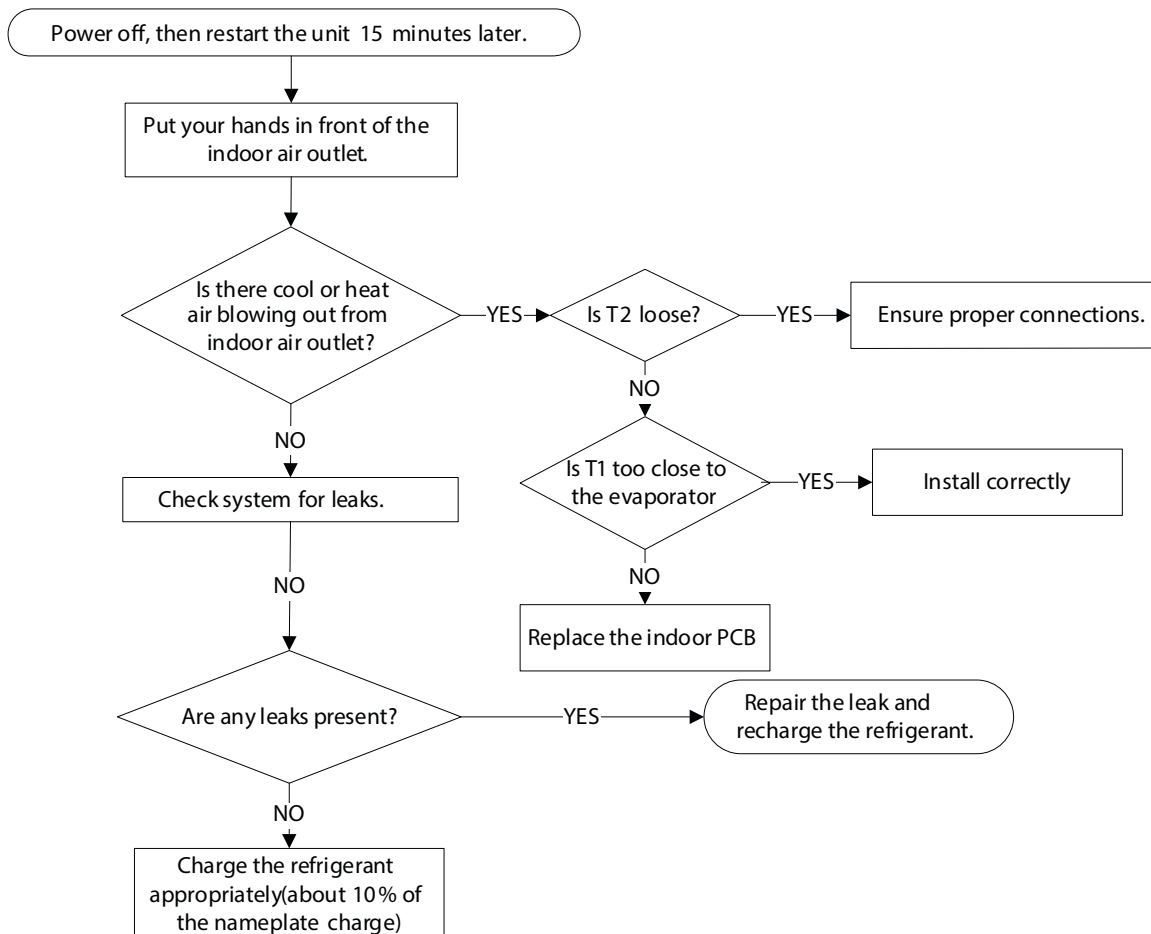 Power off, then restart the unit 15 minutes later.
Put your hands in front of the
indoor air outlet.
Is there cool or heat
air blowing out from
indoor air outlet?
YES
Is T2 loose?
YES
Ensure proper connections.
NO
NO
Is T1 too close to
the evaporator
YES
Install correctly
Check system for leaks.
NO
NO
Replace the indoor PCB
Are any leaks present?
YES
Repair the leak and
recharge the refrigerant.
NO
Charge the refrigerant
appropriately(about 10% of
the nameplate charge)